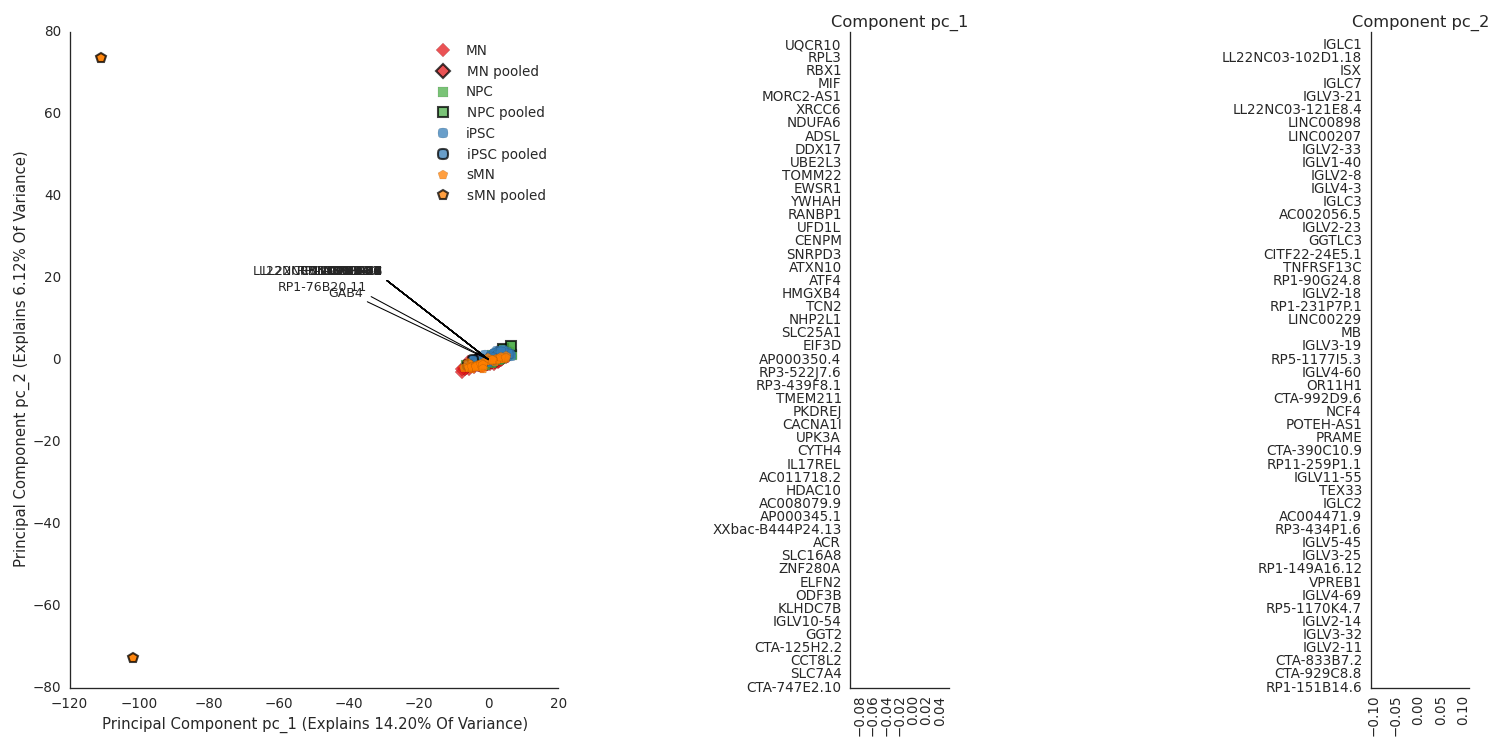 Principal Component pc_2 (Explains 6.12% Of Variance)
80
60
40
20
0
−20
−40
−60
−80
MN
MN pooled
NPC
NPC pooled
iPSC
iPSC pooled
sMN
sMN pooled
RP1-76B20.11
GAB4
−120
−100
−80
−60
−40
−20
0
20
Principal Component pc_1 (Explains 14.20% Of Variance)
Component pc_1
UQCR10
RPL3
RBX1
MIF
MORC2-AS1
XRCC6
NDUFA6
ADSL
DDX17
UBE2L3
TOMM22
EWSR1
YWHAH
RANBP1
UFD1L
CENPM
SNRPD3
ATXN10
ATF4
HMGXB4
TCN2
NHP2L1
SLC25A1
EIF3D
AP000350.4
RP3-522J7.6
RP3-439F8.1
TMEM211
PKDREJ
CACNA1I
UPK3A
CYTH4
IL17REL
AC011718.2
HDAC10
AC008079.9
AP000345.1
XXbac-B444P24.13
ACR
SLC16A8
ZNF280A
ELFN2
ODF3B
KLHDC7B
IGLV10-54
GGT2
CTA-125H2.2
CCT8L2
SLC7A4
CTA-747E2.10
−0.08
−0.06
−0.04
−0.02
0.00
0.02
0.04
Component pc_2
IGLC1
LL22NC03-102D1.18
ISX
IGLC7
IGLV3-21
LL22NC03-121E8.4
LINC00898
LINC00207
IGLV2-33
IGLV1-40
IGLV2-8
IGLV4-3
IGLC3
AC002056.5
IGLV2-23
GGTLC3
CITF22-24E5.1
TNFRSF13C
RP1-90G24.8
IGLV2-18
RP1-231P7P.1
LINC00229
MB
IGLV3-19
RP5-1177I5.3
IGLV4-60
OR11H1
CTA-992D9.6
NCF4
POTEH-AS1
PRAME
CTA-390C10.9
RP11-259P1.1
IGLV11-55
TEX33
IGLC2
AC004471.9
RP3-434P1.6
IGLV5-45
IGLV3-25
RP1-149A16.12
VPREB1
IGLV4-69
RP5-1170K4.7
IGLV2-14
IGLV3-32
IGLV2-11
CTA-833B7.2
CTA-929C8.8
RP1-151B14.6
−0.10
−0.05
0.00
0.05
0.10